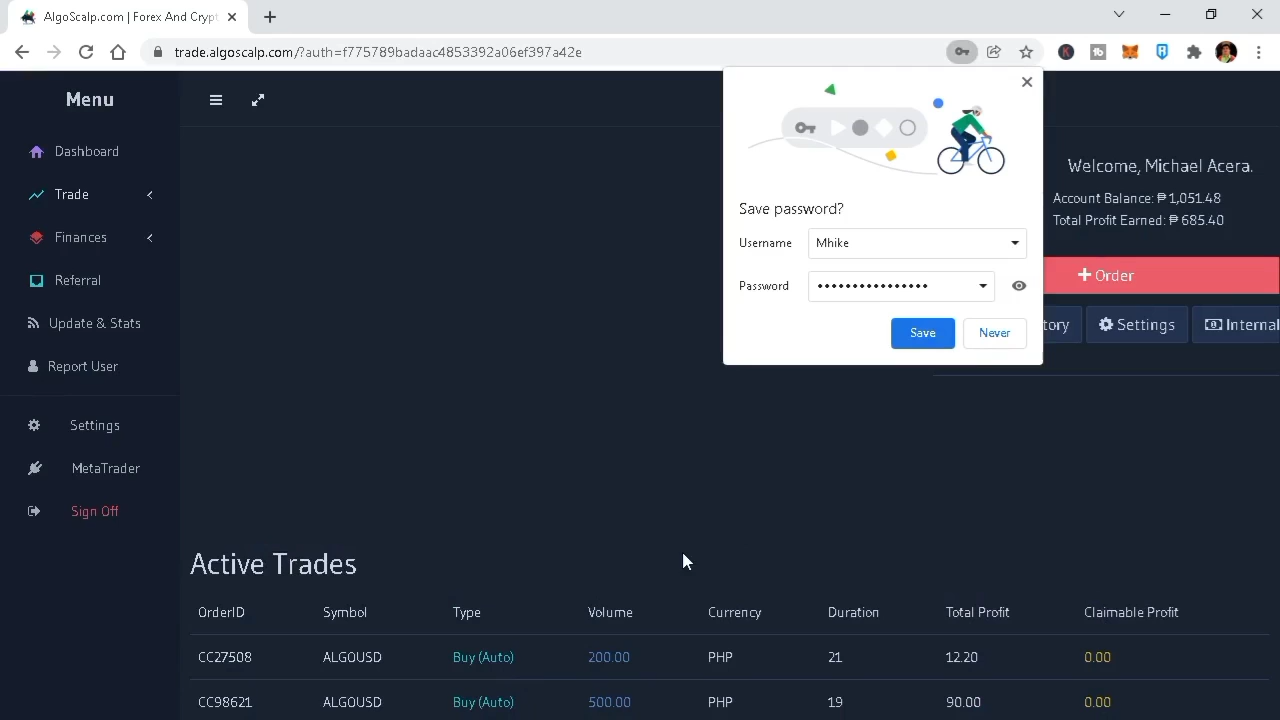 AlgoScalp.com | Forex And Crypt
trade.algoscalp.com/?auth=f775789badaac485339506ef397a42e
Menu
Dashboard
Trade
Finances
Referral
Update & Stats
Report User
Settings
MetaTrader
Sign Off
Save password?
Username Mhike
Password ••••••••••••••••
Save Never
Welcome, Michael Acera.
Account Balance: ₱ 1,051.48
Total Profit Earned: ₱ 685.40
+ Order
tory Settings Internal
Active Trades
OrderID Symbol Type Volume Currency Duration Total Profit Claimable Profit
CC27508 ALGOUSD Buy (Auto) 200.00 PHP 21 12.20 0.00
CC98621 ALGOUSD Buy (Auto) 500.00 PHP 19 90.00 0.00